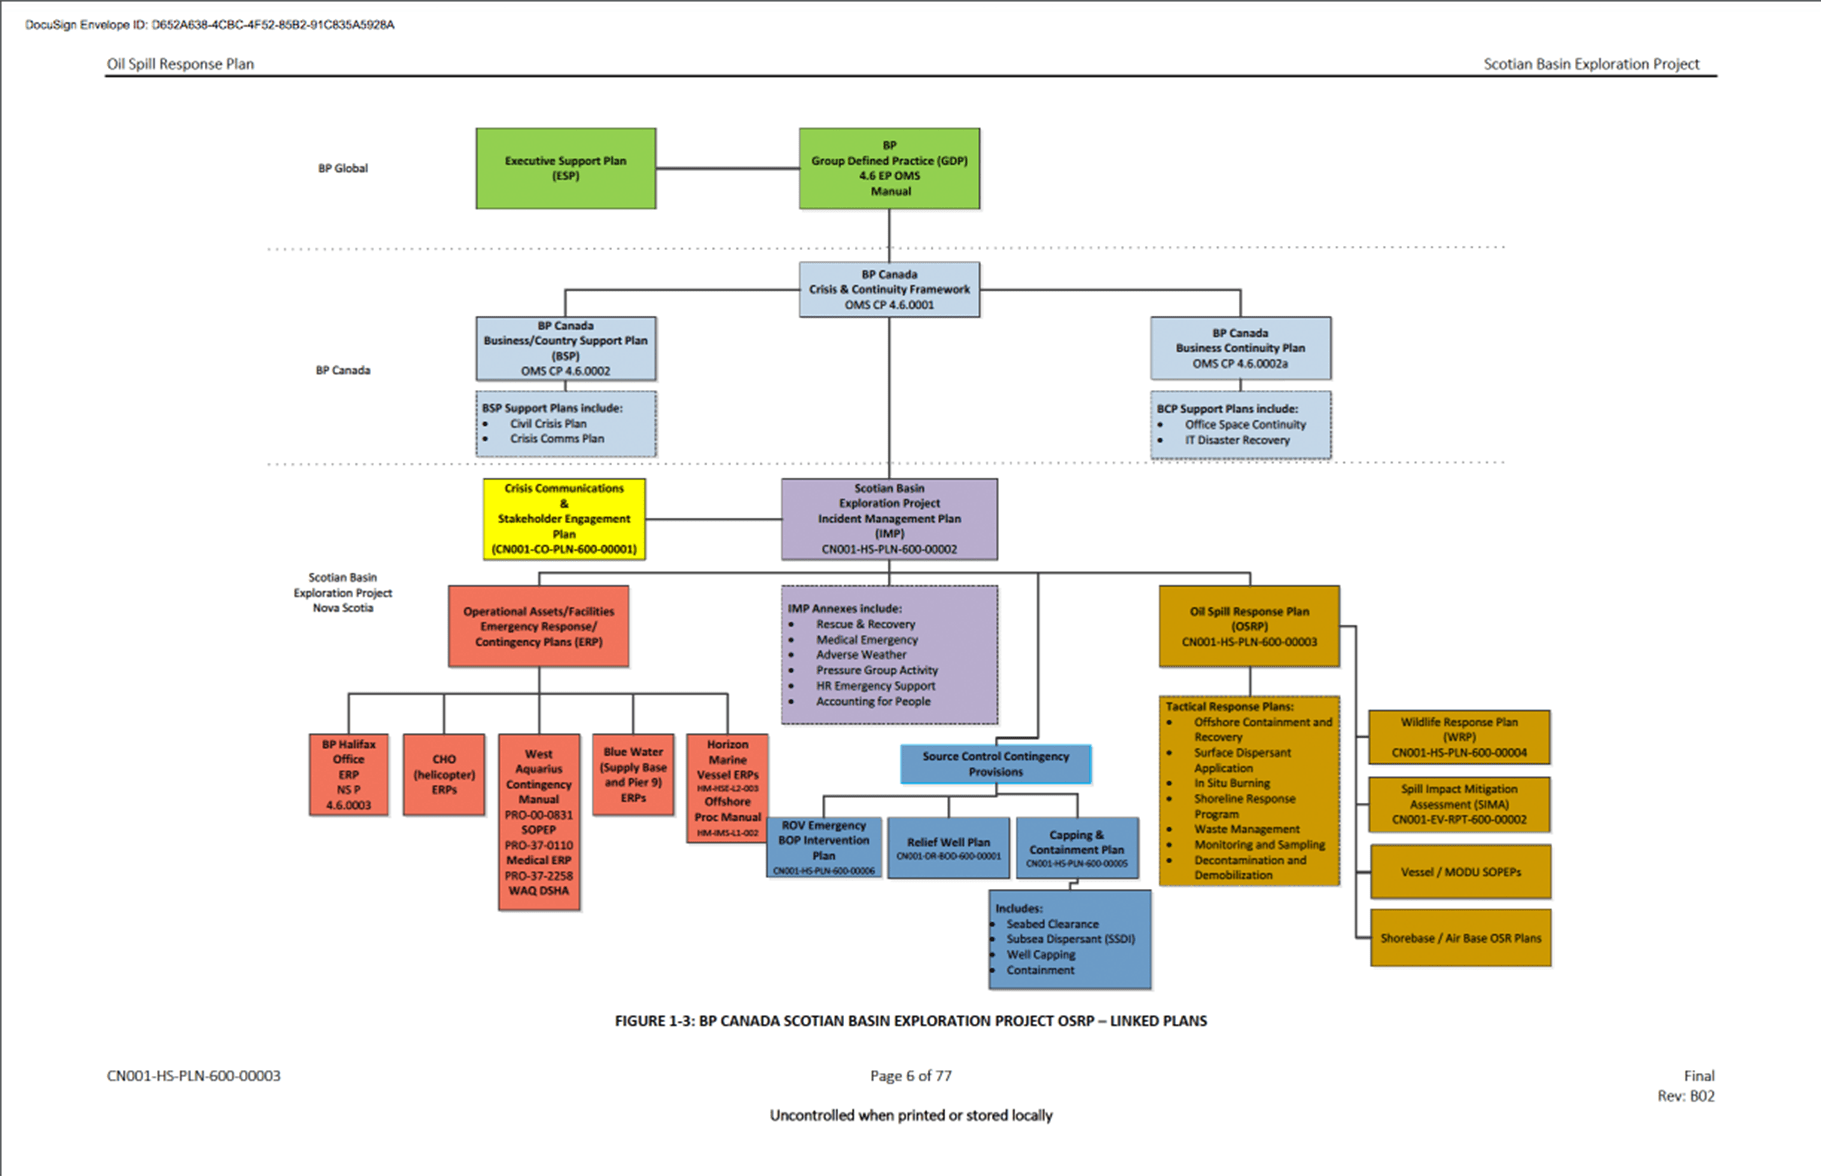 DocuSign Envelope ID: D652A638-4CBC-4F52-85B2-91C835A5928A
Oil Spill Response Plan
Scotian Basin Exploration Project
BP Global
Executive Support Plan
(ESP)
BP
Group Defined Practice (GDP)
4.6 EP OMS
Manual
BP Canada
BP Canada
Crisis & Continuity Framework
OMS CP 4.6.0001
BP Canada
Business/Country Support Plan
(BSP)
OMS CP 4.6.0002
BP Canada
Business Continuity Plan
OMS CP 4.6.0002a
BSP Support Plans include:
• Civil Crisis Plan
• Crisis Comms Plan
BCP Support Plans include:
• Office Space Continuity
• IT Disaster Recovery
Scotian Basin
Exploration Project
Nova Scotia
Crisis Communications
&
Stakeholder Engagement
Plan
(CN001-CO-PLN-600-00001)
Scotian Basin
Exploration Project
Incident Management Plan
(IMP)
CN001-HS-PLN-600-00002
Operational Assets/Facilities
Emergency Response/
Contingency Plans (ERP)
IMP Annexes include:
• Rescue & Recovery
• Medical Emergency
• Adverse Weather
• Pressure Group Activity
• HR Emergency Support
• Accounting for People
Oil Spill Response Plan
(OSRP)
CN001-HS-PLN-600-00003
BP Halifax
Office
ERP
NS P
4.6.0003
CHO
(helicopter)
ERPs
West
Aquarius
Contingency
Manual
PRO-00-0831
SOPEP
PRO-37-0110
Medical ERP
PRO-37-2258
WAQ DSHA
Blue Water
(Supply Base
and Pier 9)
ERPs
Horizon
Marine
Vessel ERPs
HM-HSE-L2-003
Offshore
Proc Manual
HM-IMS-L1-002
Source Control Contingency
Provisions
ROV Emergency
BOP Intervention
Plan
CN001-HS-PLN-600-00006
Relief Well Plan
CN001-DR-BOD-600-00001
Capping &
Containment Plan
CN001-HS-PLN-600-00005
Includes:
• Seabed Clearance
• Subsea Dispersant (SSDI)
• Well Capping
• Containment
Tactical Response Plans:
• Offshore Containment and
Recovery
• Surface Dispersant
Application
• In Situ Burning
• Shoreline Response
Program
• Waste Management
• Monitoring and Sampling
• Decontamination and
Demobilization
Wildlife Response Plan
(WRP)
CN001-HS-PLN-600-00004
Spill Impact Mitigation
Assessment (SIMA)
CN001-EV-RPT-600-00002
Vessel / MODU SOPEPs
Shorebase / Air Base OSR Plans
FIGURE 1-3: BP CANADA SCOTIAN BASIN EXPLORATION PROJECT OSRP – LINKED PLANS
CN001-HS-PLN-600-00003
Page 6 of 77
Final
Rev: B02
Uncontrolled when printed or stored locally